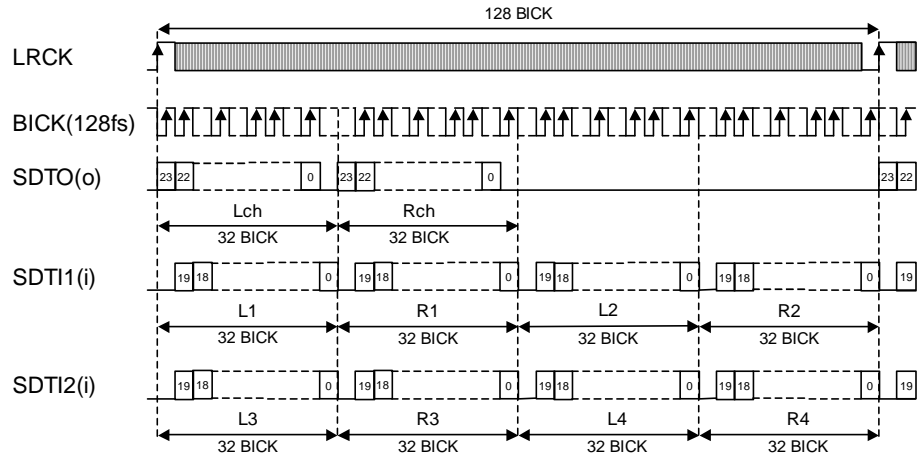 128 BICK
LRCK
BICK(128fs)
SDTO(o)
23 22 0 23 22 0 23 22
Lch Rch
32 BICK 32 BICK
SDTI1(i)
19 18 0 19 18 0 19 18 0 19 18 0 19
L1 R1 L2 R2
32 BICK 32 BICK 32 BICK 32 BICK
SDTI2(i)
19 18 0 19 18 0 19 18 0 19 18 0 19
L3 R3 L4 R4
32 BICK 32 BICK 32 BICK 32 BICK